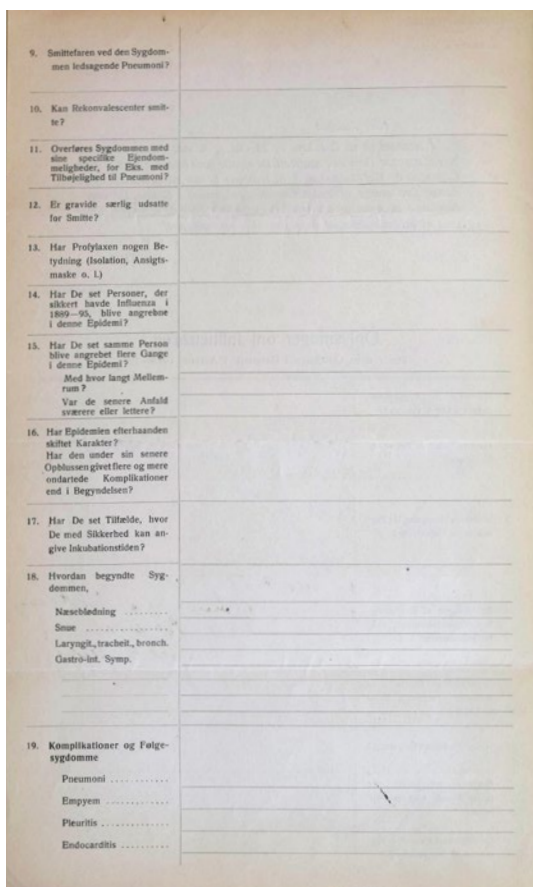 9. Smittefaren ved den Sygdom-
men ledsagende Pneumoni?
10. Kan Rekonvalescenter smit-
te?
11. Overføres Sygdommen med
sine specifikke Ejendom-
meligheder, for Eks. med
Tilbøjelighed til Pneumoni?
12. Er gravide særlig udsatte
for Smitte?
13. Har Profylaxen nogen Be-
tydning (Isolation, Ansigts-
maske o. l.)
14. Har De set Personer, der
sikkert havde Influenza i
1889—95, blive angrebne
i denne Epidemi?
15. Har De set samme Person
blive angrebet flere Gange
i denne Epidemi?
Med hvor langt Mellem-
rum?
Var de senere Anfald
sværere eller lettere?
16. Har Epidemien efterhaanden
skiftet Karakter?
Har den under sin senere
Opblussen givet flere og mere
ondartede Komplikationer
end i Begyndelsen?
17. Har De set Tilfælde, hvor
De med Sikkerhed kan an-
give Inkubationstiden?
18. Hvordan begyndte Syg-
dommen,
Næseblødning ........
Snue ..............
Laryngit., tracheit., bronch.
Gastro-int. Symp.
19. Komplikationer og Følge-
sygdomme
Pneumoni ...........
Empyem ............
Pleuritis .............
Endocarditis .........